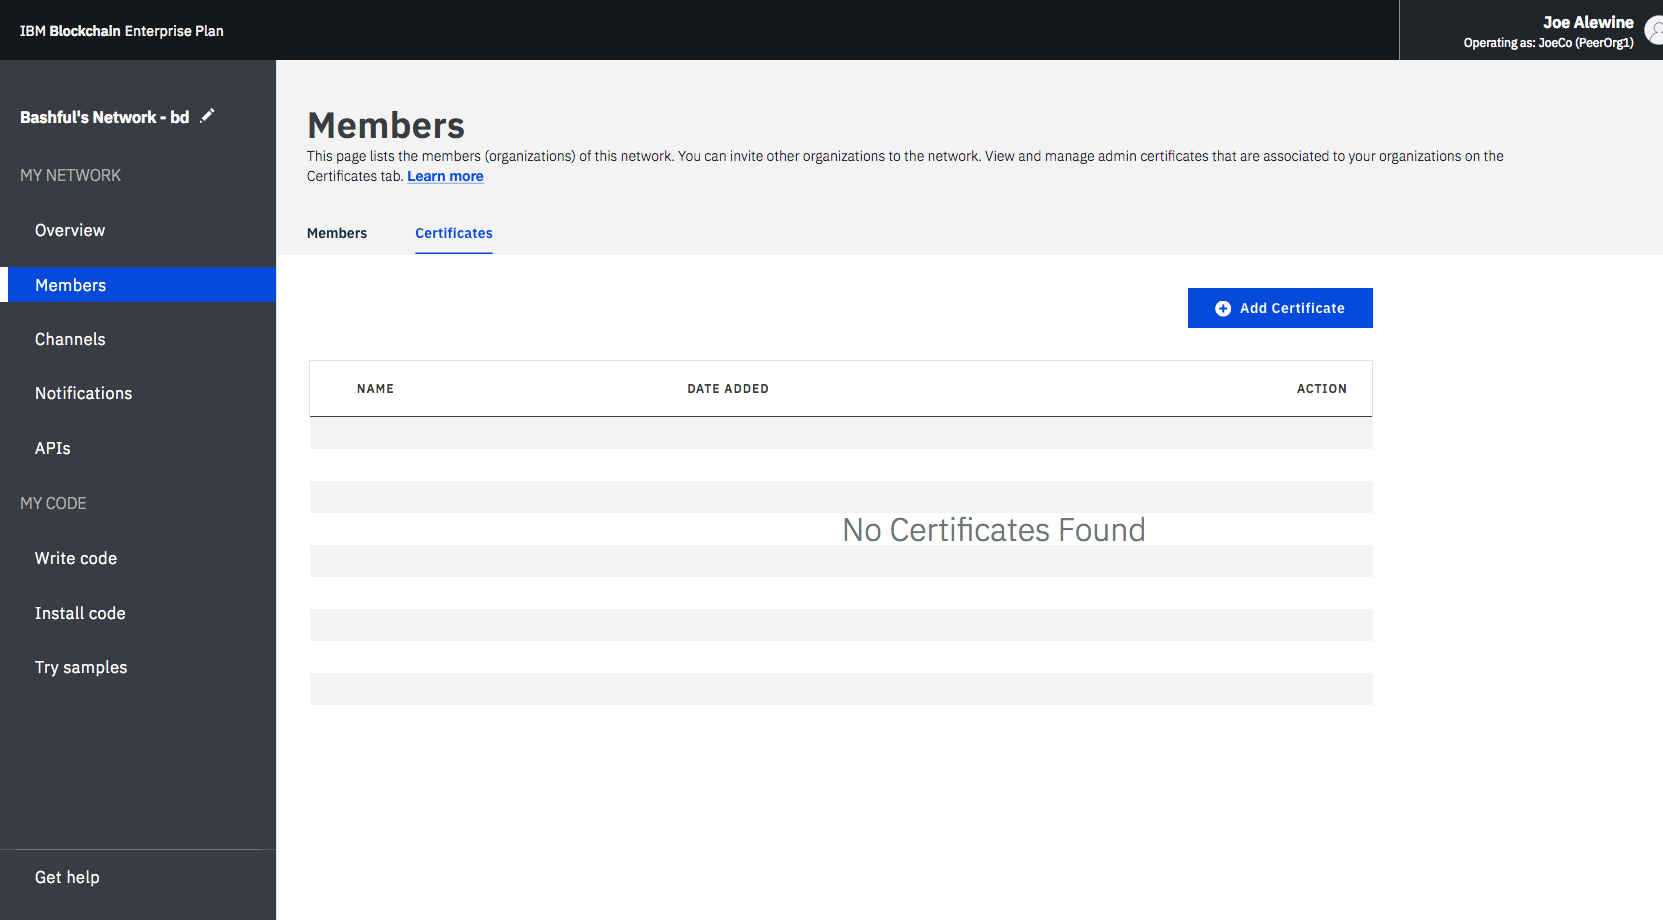 IBM Blockchain Enterprise Plan
Joe Alewine
Operating as: JoeCo (PeerOrg1)
Bashful's Network - bd
MY NETWORK
Overview
Members
Channels
Notifications
APIs
MY CODE
Write code
Install code
Try samples
Get help
Members
This page lists the members (organizations) of this network. You can invite other organizations to the network. View and manage admin certificates that are associated to your organizations on the
Certificates tab. Learn more
Members
Certificates
Add Certificate
NAME
DATE ADDED
ACTION
No Certificates Found